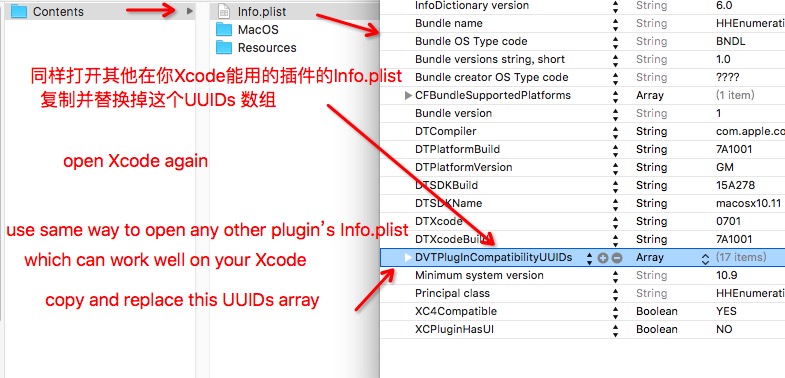 Contents
Info.plist
MacOS
Resources
同样打开其他在你Xcode能用的插件的Info.plist
复制并替换掉这个UUIDs 数组
open Xcode again
use same way to open any other plugin's Info.plist
which can work well on your Xcode
copy and replace this UUIDs array
InfoDictionary version String 6.0
Bundle name String HHEnumerati
Bundle OS Type code String BNDL
Bundle versions string, short String 1.0
Bundle creator OS Type code String ????
CFBundleSupportedPlatforms Array (1 item)
Bundle version String 1
DTCompiler String com.apple.co
DTPlatformBuild String 7A1001
DTPlatformVersion String GM
DTSDKBuild String 15A278
DTSDKName String macosx10.11
DTXcode String 0701
DTXcodeBuild String 7A1001
DVTPlugInCompatibilityUUIDs Array (17 items)
Minimum system version String 10.9
Principal class String HHEnumerati
XC4Compatible Boolean YES
XCPluginHasUI Boolean NO